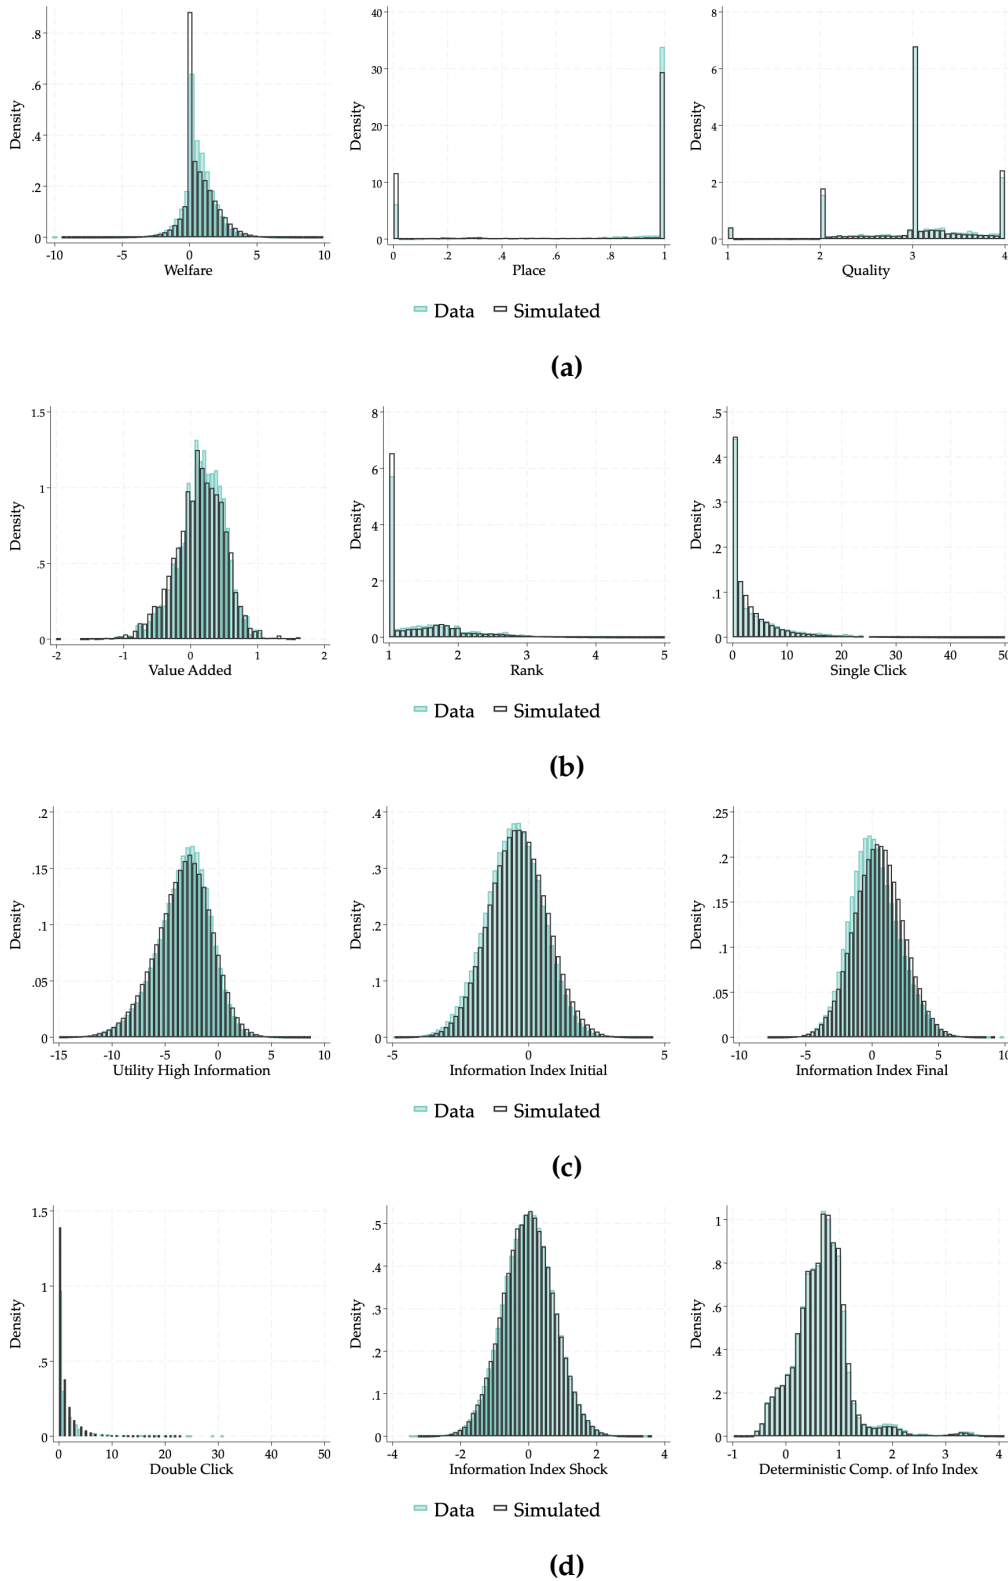 .8
.6
.4
.2
0
-10 -5 0 5 10
Density
Welfare
40
30
20
10
0
0 .2 .4 .6 .8 1
Density
Place
8
6
4
2
0
1 2 3 4
Density
Quality
Data Simulated
(a)
1.5
1
.5
0
-2 -1 0 1 2
Density
Value Added
8
6
4
2
0
1 2 3 4 5
Density
Rank
.5
.4
.3
.2
.1
0
0 10 20 30 40 50
Density
Single Click
Data Simulated
(b)
.2
.15
.1
.05
0
-15 -10 -5 0 5 10
Density
Utility High Information
.4
.3
.2
.1
0
-5 0 5
Density
Information Index Initial
.25
.2
.15
.1
.05
0
-10 -5 0 5 10
Density
Information Index Final
Data Simulated
(c)
1.5
1
.5
0
0 10 20 30 40 50
Density
Double Click
.5
.4
.3
.2
.1
0
-4 -2 0 2 4
Density
Information Index Shock
1
.8
.6
.4
.2
0
-1 0 1 2 3 4
Density
Deterministic Comp. of Info Index
Data Simulated
(d)